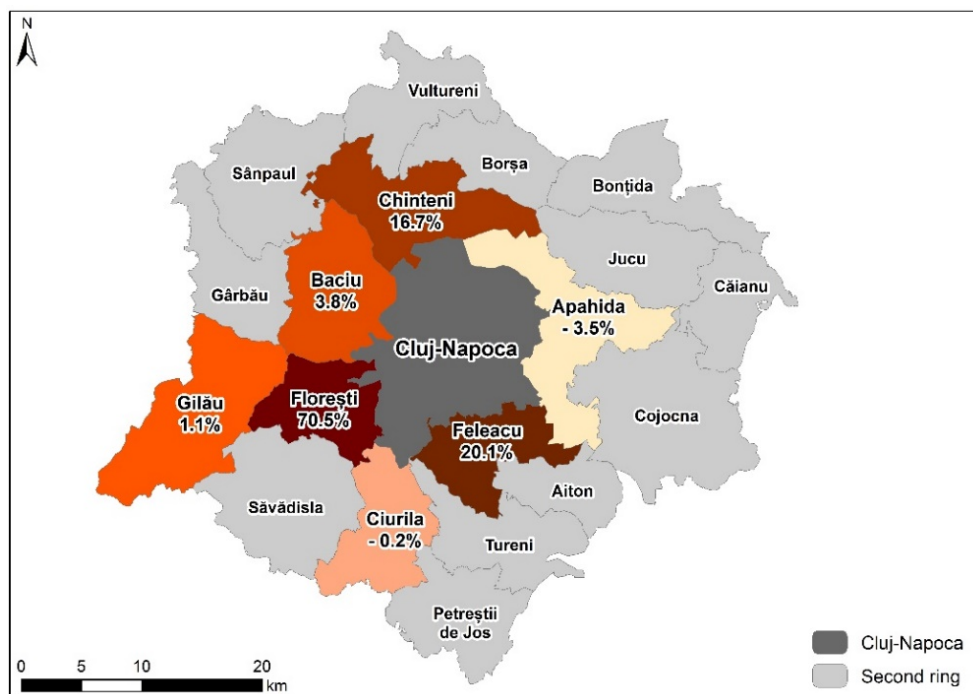 N
Vultureni
Borșa
Sânpaul
Bonțida
Chinteni
16.7%
Jucu
Baciu
3.8%
Căianu
Gârbău
Apahida
- 3.5%
Cluj-Napoca
Gilău
1.1%
Florești
70.5%
Cojocna
Feleacu
20.1%
Aiton
Săvădisla
Ciurila
- 0.2%
Tureni
Petreștii
de Jos
Cluj-Napoca
Second ring
0 5 10 20
km